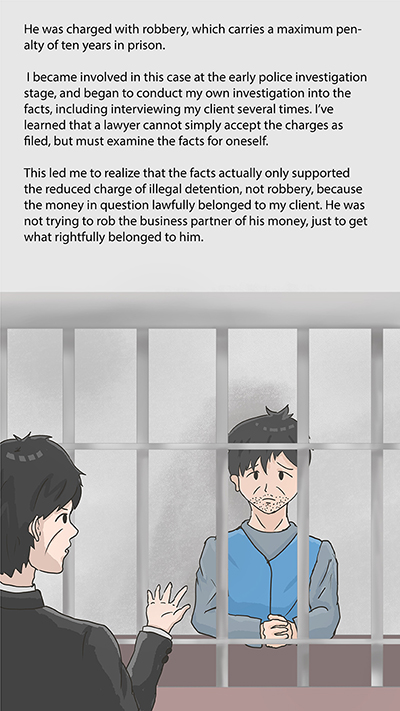 He was charged with robbery, which carries a maximum pen-
alty of ten years in prison.
I became involved in this case at the early police investigation
stage, and began to conduct my own investigation into the
facts, including interviewing my client several times. I’ve
learned that a lawyer cannot simply accept the charges as
filed, but must examine the facts for oneself.
This led me to realize that the facts actually only supported
the reduced charge of illegal detention, not robbery, because
the money in question lawfully belonged to my client. He was
not trying to rob the business partner of his money, just to get
what rightfully belonged to him.